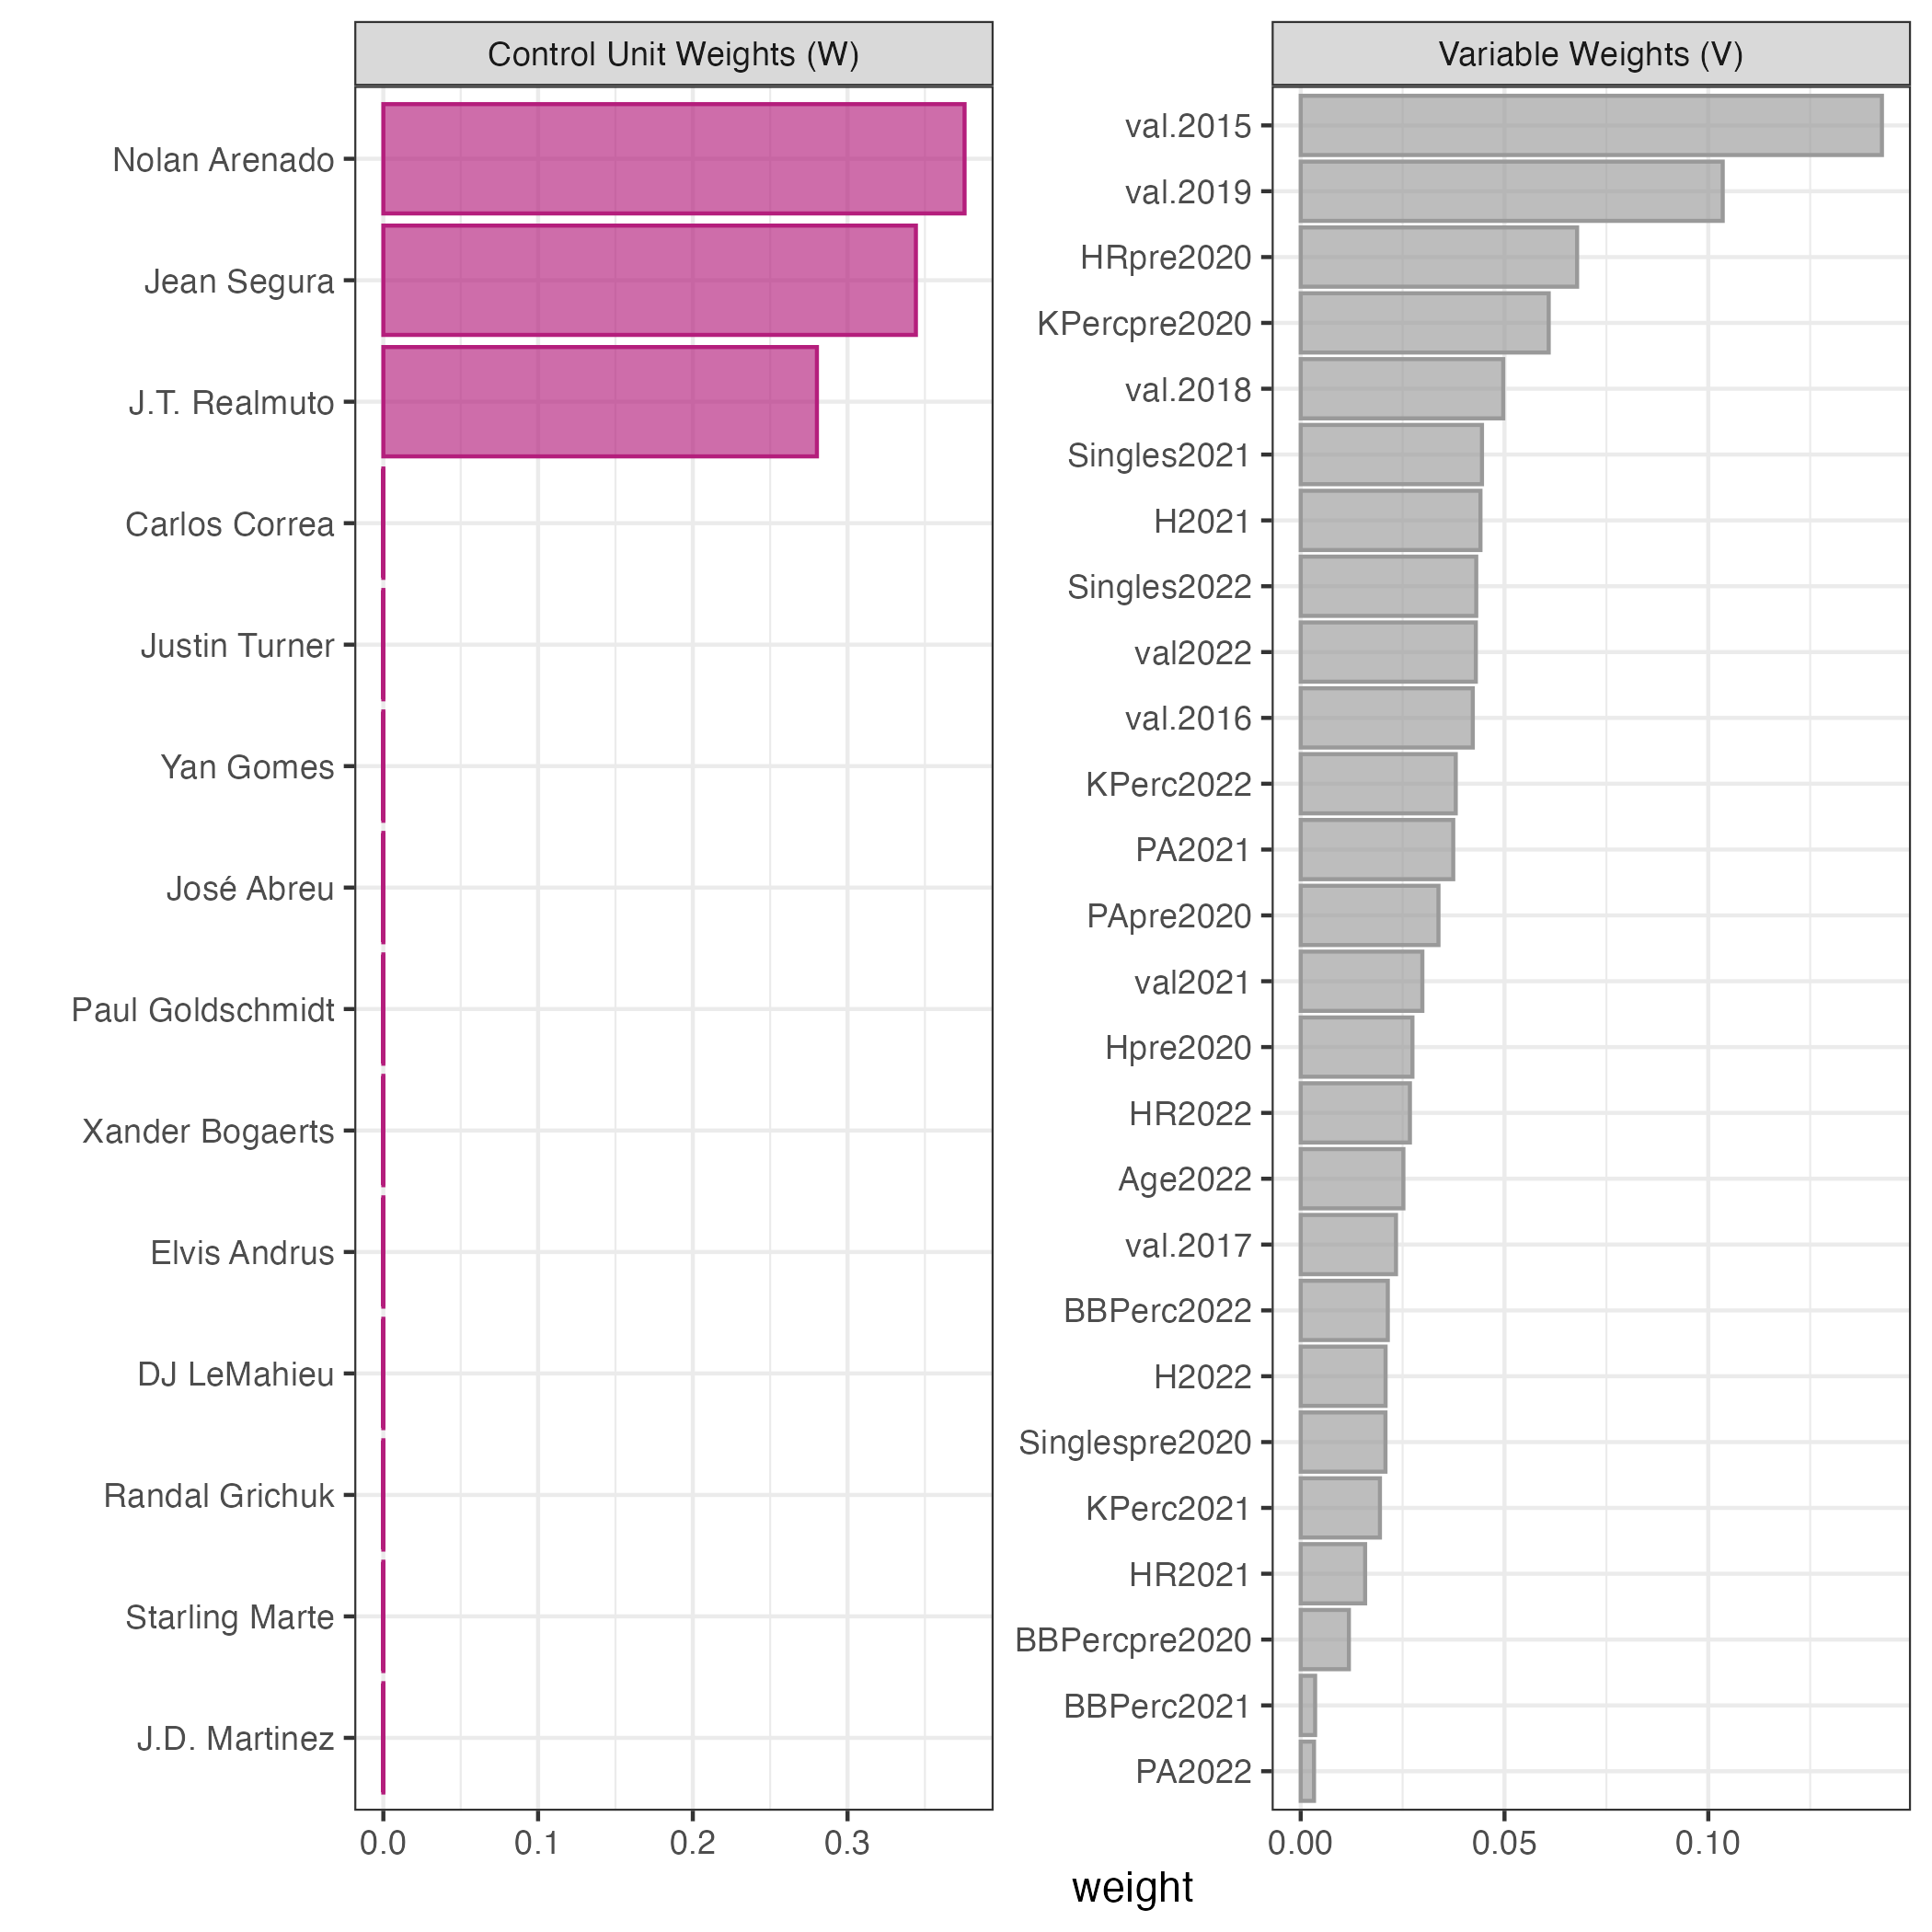 Control Unit Weights (W)
Nolan Arenado
Jean Segura
J.T. Realmuto
Carlos Correa
Justin Turner
Yan Gomes
José Abreu
Paul Goldschmidt
Xander Bogaerts
Elvis Andrus
DJ LeMahieu
Randal Grichuk
Starling Marte
J.D. Martinez
0.0 0.1 0.2 0.3
Variable Weights (V)
val.2015
val.2019
HRpre2020
KPercpre2020
val.2018
Singles2021
H2021
Singles2022
val2022
val.2016
KPerc2022
PA2021
PApre2020
val2021
Hpre2020
HR2022
Age2022
val.2017
BBPerc2022
H2022
Singlespre2020
KPerc2021
HR2021
BBPercpre2020
BBPerc2021
PA2022
0.00 0.05 0.10
weight